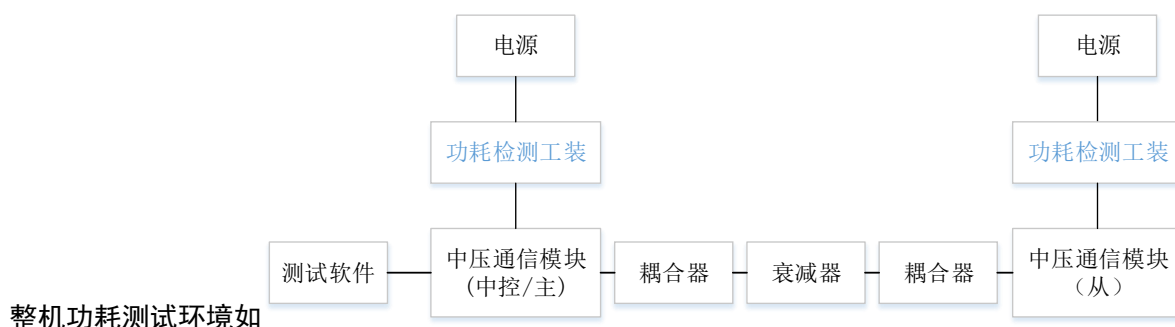 电源
电源
功耗检测工装
功耗检测工装
测试软件
中压通信模块
(中控/主)
耦合器
衰减器
耦合器
中压通信模块
（从）
整机功耗测试环境如